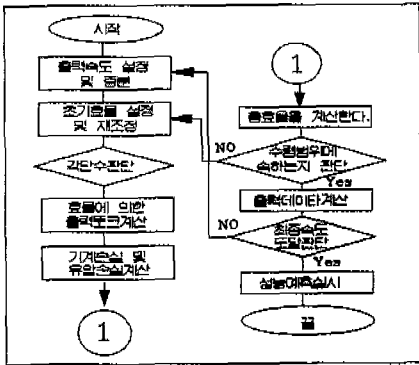 시작
출력속도 설정
및 증분
초기효율 설정
및 재조정
각단수판단
효율에 의한
출력토크계산
기계손실 및
유압손실계산
1
1
총효율을 계산한다.
NO
수렴범위에
속하는지 판단
Yes
출력데이타계산
NO
최종속도
도달판단
Yes
성능예측실시
끝